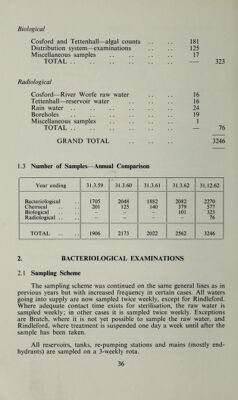 Biological
Cosford and Tettenhall—algal counts .. .. 181
Distribution system—examinations .. .. 125
Miscellaneous samples .. .. .. .. 17
TOTAL .. .. .. .. .. .. — 323
Radiological
Cosford—River Worfe raw water .. .. 16
Tettenhall—reservoir water .. .. .. 16
Rain water .. .. .. .. .. .. 24
Boreholes .. .. .. .. .. .. 19
Miscellaneous samples .. .. .. .. 1
TOTAL .. .. .. .. .. .. — 76
GRAND TOTAL .. .. .. 3246
1.3 Number of Samples—Annual Comparison
Year ending 31.3.59 31.3.60 31.3.61 31.3.62 31.12.62
Bacteriological .. 1705 2048 1882 2082 2270
Chemical .. .. 201 125 140 379 577
Biological .. .. – – – 101 323
Radiological .. .. – – – – 76
TOTAL .. .. 1906 2173 2022 2562 3246
2. BACTERIOLOGICAL EXAMINATIONS
2.1 Sampling Scheme
The sampling scheme was continued on the same general lines as in
previous years but with increased frequency in certain cases. All waters
going into supply are now sampled twice weekly, except for Rindleford.
Where adequate contact time exists for sterilisation, the raw water is
sampled weekly; in other cases it is sampled twice weekly. Exceptions
are Bratch, where it is not yet possible to sample the raw water, and
Rindleford, where treatment is suspended one day a week until after the
sample has been taken.
All reservoirs, tanks, re-pumping stations and mains (mostly end-
hydrants) are sampled on a 3-weekly rota.
36